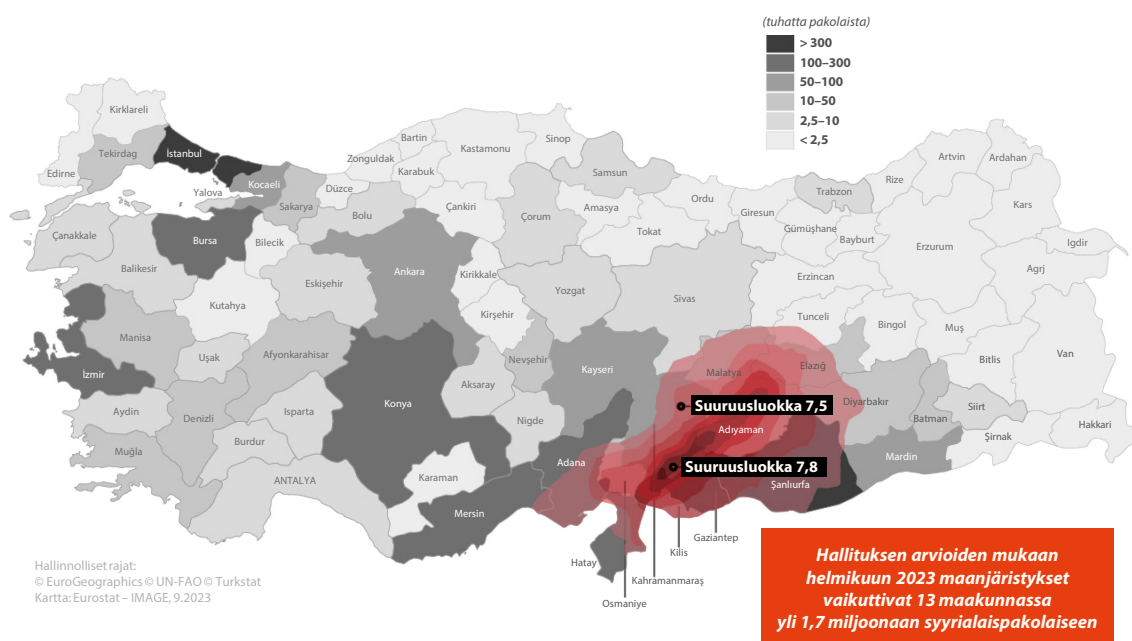 (tuhatta pakolaista)
> 300
100–300
50–100
10–50
2,5–10
< 2,5
Kirklareli
Tekirdag
İstanbul
Edirne
Kocaeli
Yalova
Sakarya
Düzce
Zonguldak
Bartin
Karabuk
Kastamonu
Sinop
Samsun
Çankiri
Bolu
Çorum
Amasya
Tokat
Ordu
Giresun
Trabzon
Gümüşhane
Bayburt
Rize
Artvin
Ardahan
Kars
Igdir
Erzurum
Agrj
Erzincan
Çanakkale
Balikesir
Bursa
Bilecik
Eskişehir
Ankara
Kirikkale
Kirşehir
Yozgat
Sivas
Tunceli
Bingol
Muş
Bitlis
Van
Kutahya
Manisa
Uşak
Afyonkarahisar
İzmir
Konya
Aksaray
Nevşehir
Kayseri
Malatya
Elazığ
Diyarbakır
Batman
Siirt
Hakkari
Şirnak
Mardin
Suuruusluokka 7,5
Adıyaman
Suuruusluokka 7,8
Şanlıurfa
Aydin
Denizli
Isparta
Burdur
Muğla
ANTALYA
Nigde
Adana
Karaman
Mersin
Hatay
Osmaniye
Kahramanmaraş
Kilis
Gaziantep
Hallinnolliset rajat:
© EuroGeographics © UN-FAO © Turkstat
Kartta: Eurostat – IMAGE, 9.2023
Hallituksen arvioiden mukaan
helmikuun 2023 maanjäristykset
vaikuttivat 13 maakunnassa
yli 1,7 miljoonaan syyrialaispakolaiseen